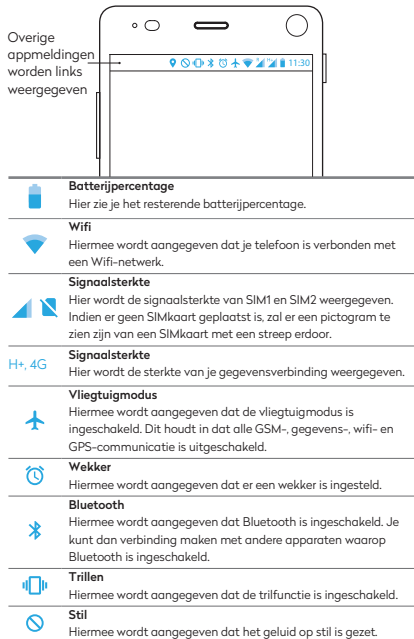 Overige
appmeldingen
worden links
weergegeven
11:30
Batterijpercentage
Hier zie je het resterende batterijpercentage.
Wifi
Hiermee wordt aangegeven dat je telefoon is verbonden met
een Wifi-netwerk.
Signaalsterkte
Hier wordt de signaalsterkte van SIM1 en SIM2 weergegeven.
Indien er geen SIMkaart geplaatst is, zal er een pictogram te
zien zijn van een SIMkaart met een streep erdoor.
H+, 4G
Signaalsterkte
Hier wordt de sterkte van je gegevensverbinding weergegeven.
Vliegtuigmodus
Hiermee wordt aangegeven dat de vliegtuigmodus is
ingeschakeld. Dit houdt in dat alle GSM-, gegevens-, wifi- en
GPS-communicatie is uitgeschakeld.
Wekker
Hiermee wordt aangegeven dat er een wekker is ingesteld.
Bluetooth
Hiermee wordt aangegeven dat Bluetooth is ingeschakeld. Je
kunt dan verbinding maken met andere apparaten waarop
Bluetooth is ingeschakeld.
Trillen
Hiermee wordt aangegeven dat de trilfunctie is ingeschakeld.
Stil
Hiermee wordt aangegeven dat het geluid op stil is gezet.